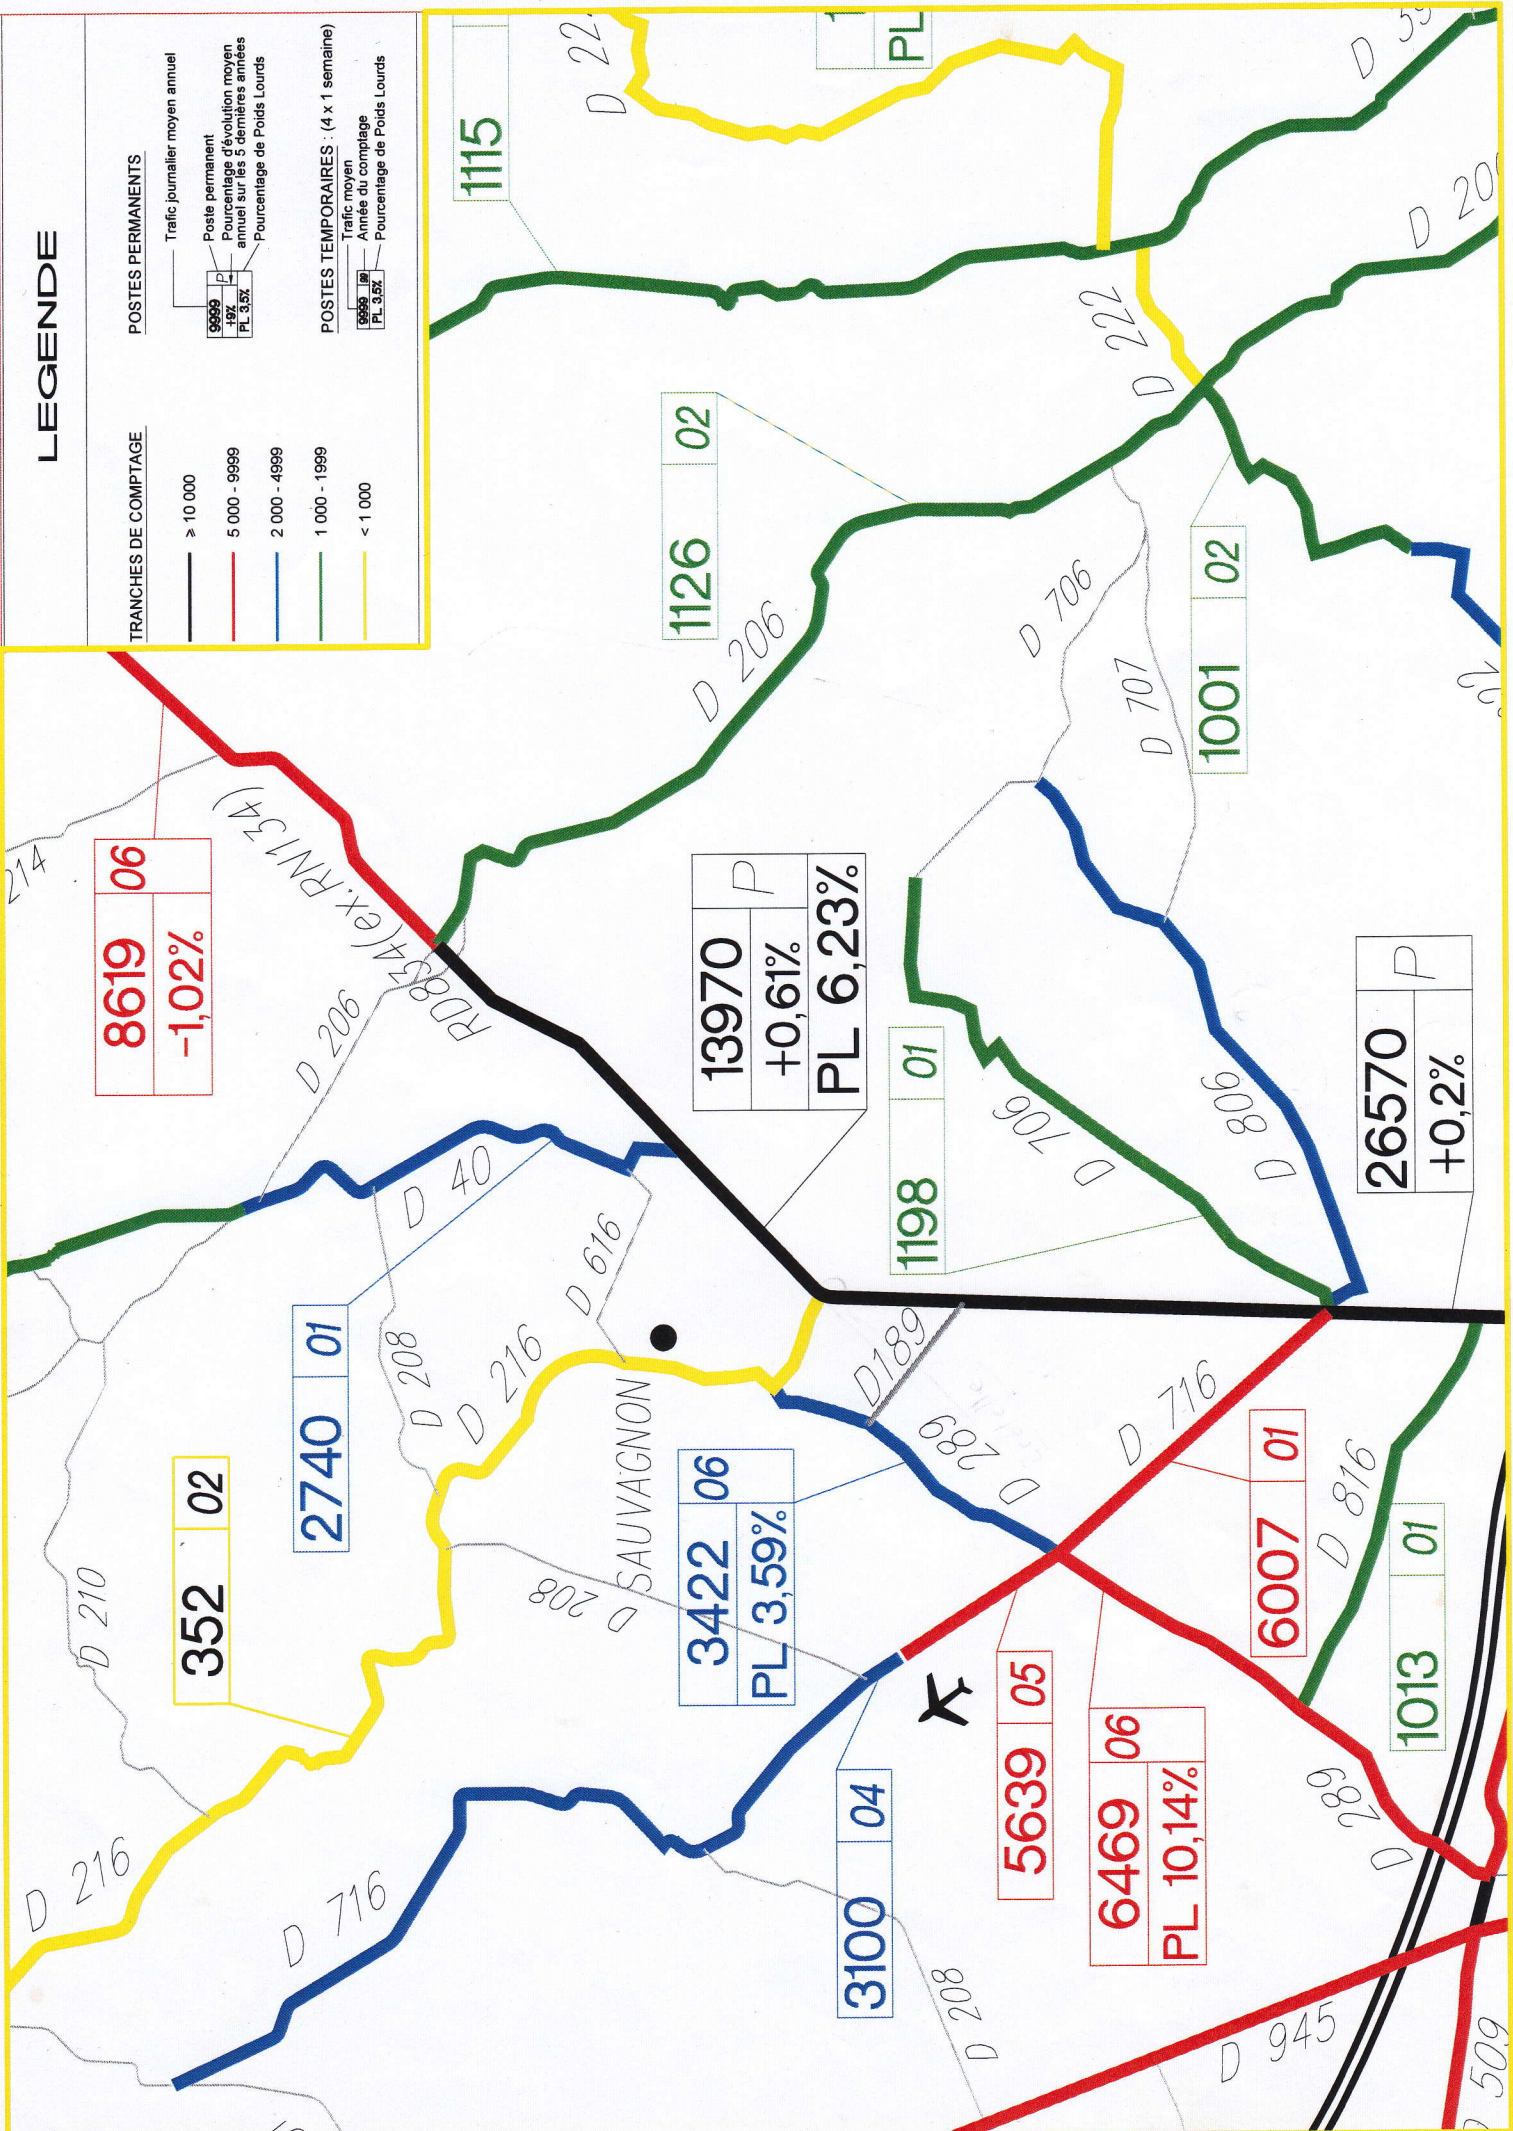 LEGENDE
TRANCHES DE COMPTAGE
≥ 10 000
5 000 - 9999
2 000 - 4999
1 000 - 1999
< 1 000
POSTES PERMANENTS
Trafic journalier moyen annuel
9999 P
+9%
PL 3,5%
Poste permanent
Pourcentage d'évolution moyen
annuel sur les 5 dernières années
Pourcentage de Poids Lourds
POSTES TEMPORAIRES : (4 x 1 semaine)
Trafic moyen
9999 99
PL 3,5%
Année du comptage
Pourcentage de Poids Lourds
D 216
D 716
D 210
352 02
2740 01
D 208
D 216
D 40
D 206
214
8619 06
-1,02%
RD834(ex.RN134)
D 616
SAUVAGNON
D 208
3422 06
PL 3,59%
3100 04
D 208
D189
D 289
13970 P
+0,61%
PL 6,23%
D 206
1126 02
1115
PL
D 222
D 706
D 707
1001 02
1198 01
D 706
D 806
26570 P
+0,2%
D 716
6007 01
5639 05
6469 06
PL 10,14%
D 816
1013 01
D 289
D 945
509